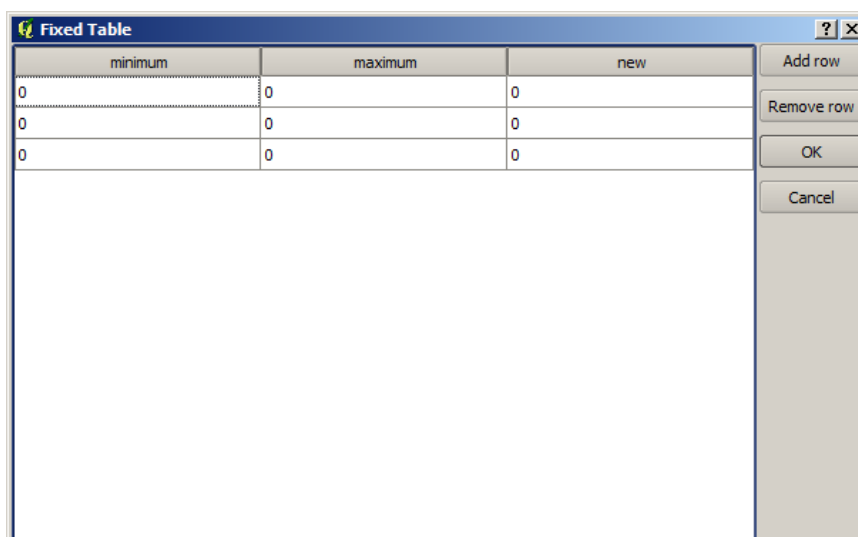 Fixed Table
minimum maximum new Add row
0 0 0
Remove row
0 0 0
0 0 0 OK
Cancel